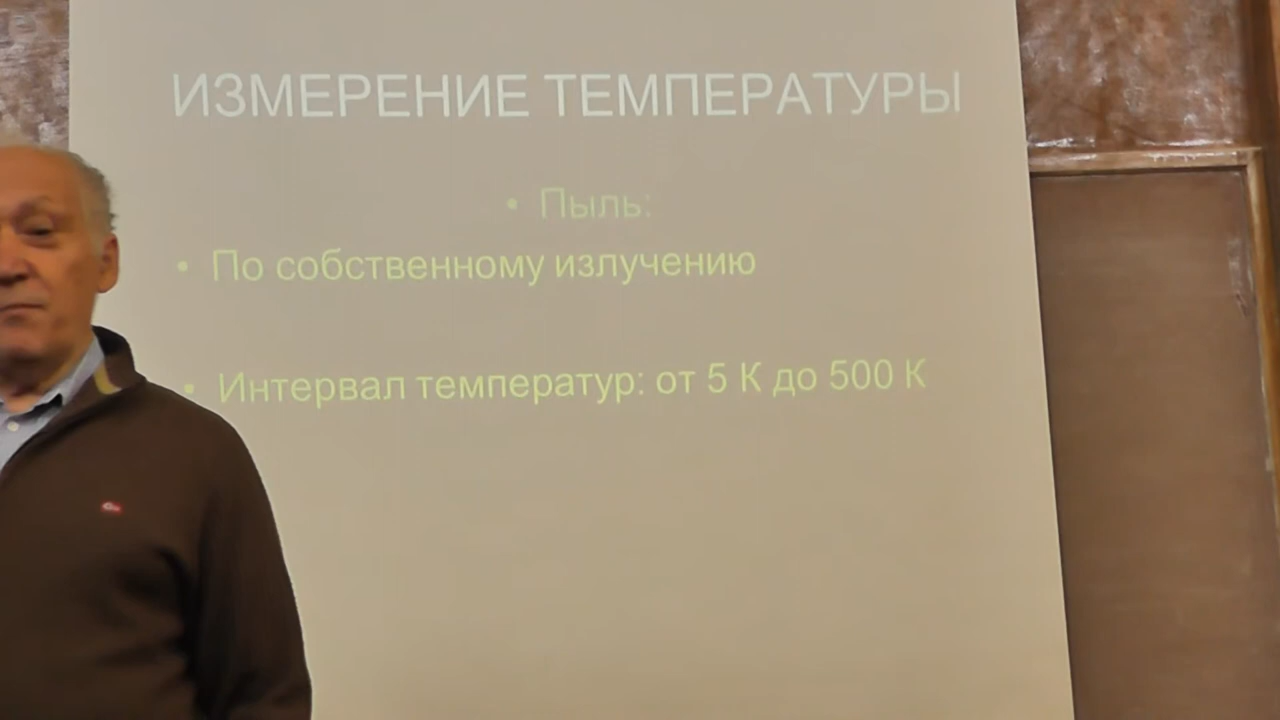 ИЗМЕРЕНИЕ ТЕМПЕРАТУРЫ
• Пыль:
• По собственному излучению
• Интервал температур: от 5 К до 500 К